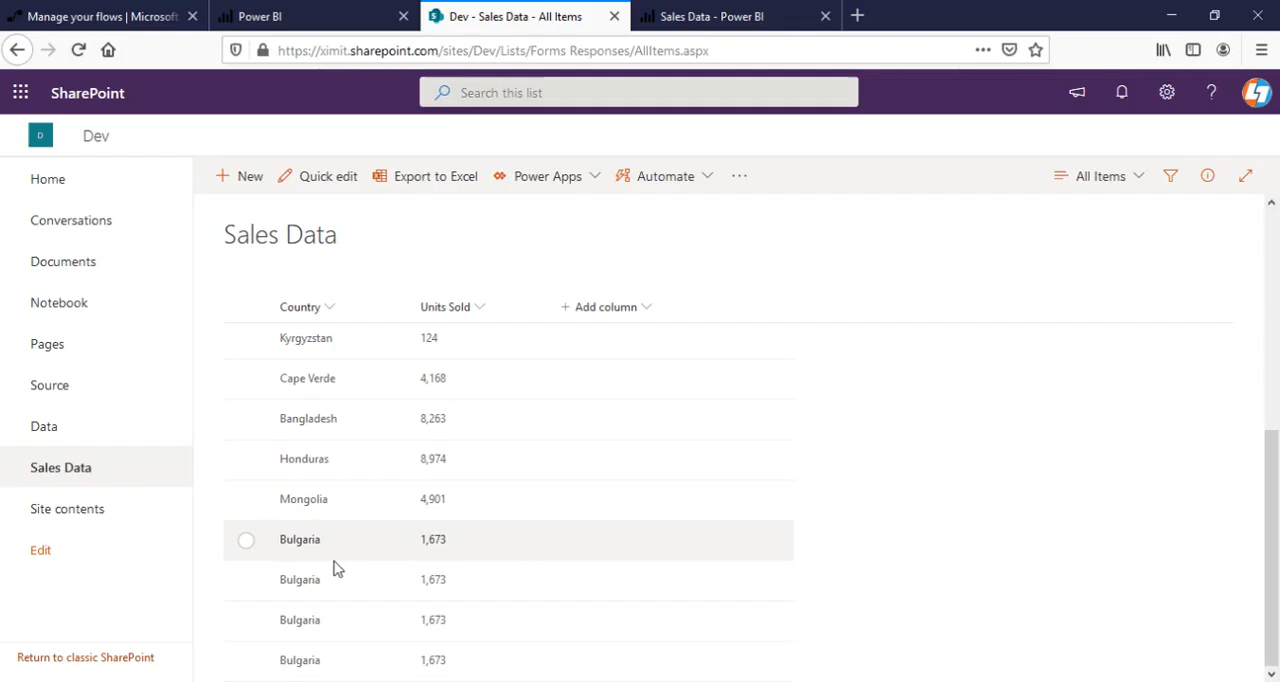 Manage your flows | Microsoft
Power BI
Dev - Sales Data - All Items
Sales Data - Power BI
https://ximit.sharepoint.com/sites/Dev/Lists/Forms Responses/AllItems.aspx
SharePoint
Search this list
D
Dev
Home
Conversations
Documents
Notebook
Pages
Source
Data
Sales Data
Site contents
Edit
Return to classic SharePoint
New
Quick edit
Export to Excel
Power Apps
Automate
All Items
Sales Data
Country
Units Sold
Add column
Kyrgyzstan 124
Cape Verde 4,168
Bangladesh 8,263
Honduras 8,974
Mongolia 4,901
Bulgaria 1,673
Bulgaria 1,673
Bulgaria 1,673
Bulgaria 1,673